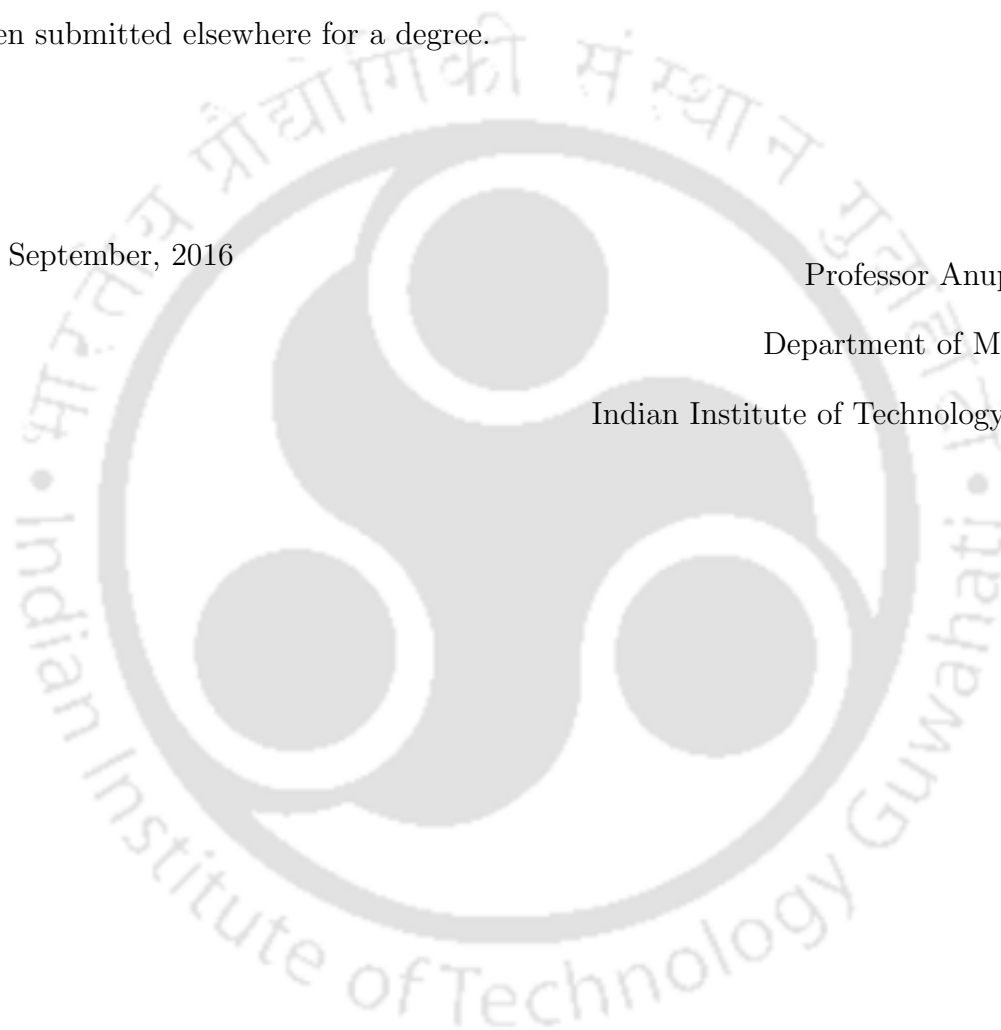 en submitted elsewhere for a degree.
September, 2016
Professor Anup
Department of M
Indian Institute of Technology
भारतीय प्रौद्योगिकी संस्थान गुवाहाटी
• Indian Institute of Technology Guwahati •